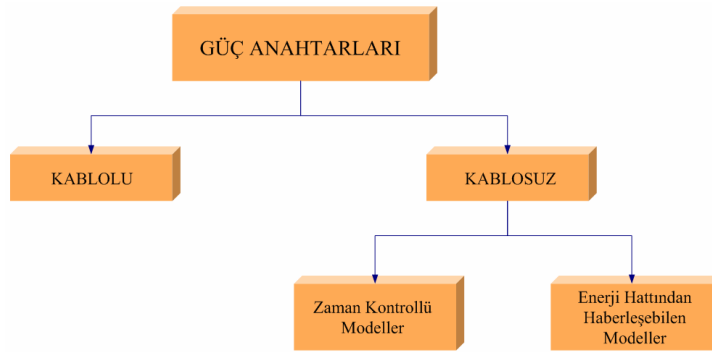 GÜÇ ANAHTARLARI
KABLOLU
KABLOSUZ
Zaman Kontrollü
Modeller
Enerji Hattından
Haberleşebilen
Modeller